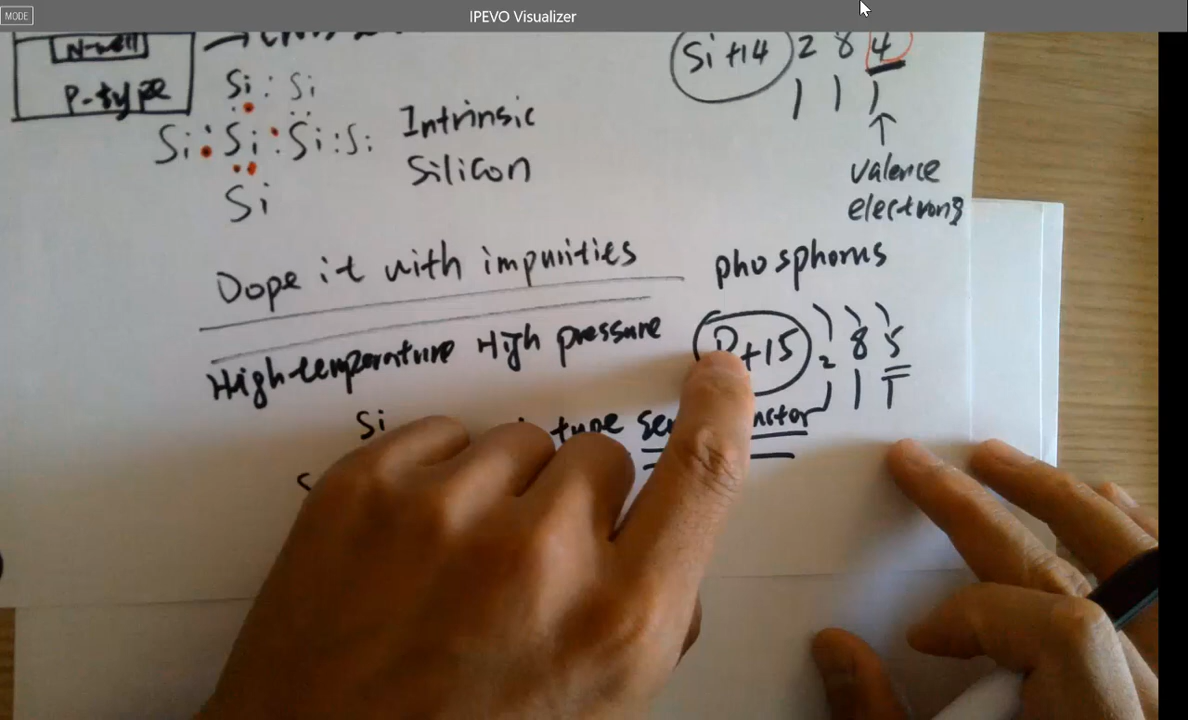 MODE
IPEVO Visualizer
N-well
P-type
Si : Si
Si Si Si : Si
Si
Intrinsic
Silicon
Si +14 2 8 4
valence
electrons
Dope it with impurities
High-temperature High pressure
phosphorus
P +15 2 8 5
Si
type